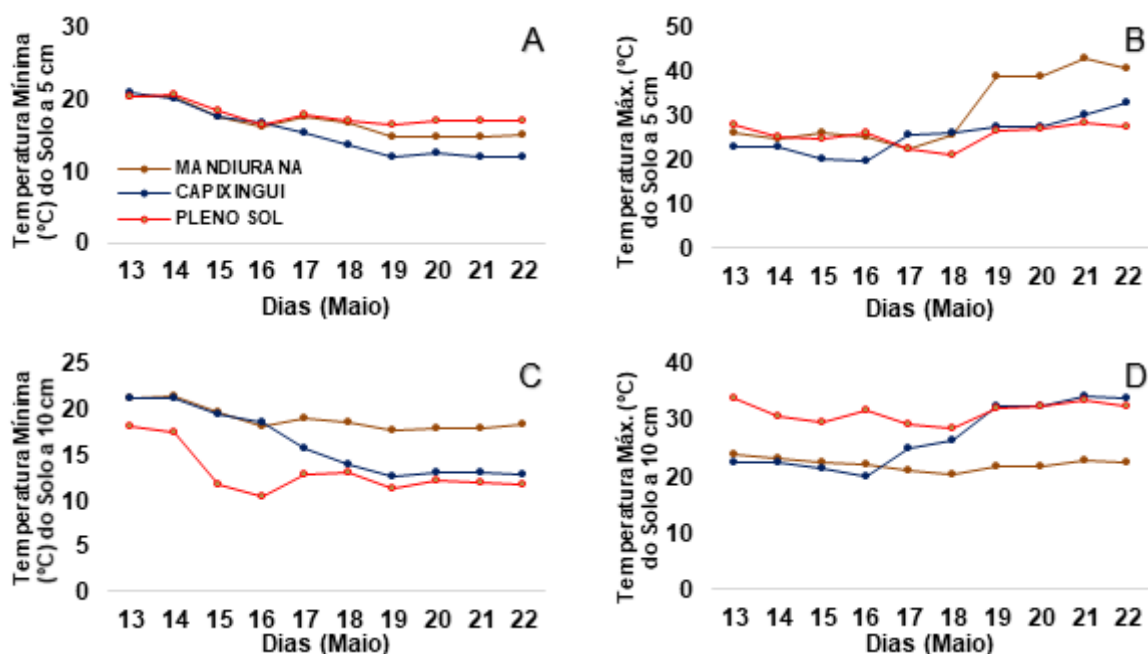 A
Temperatura Mínima
(ºC) do Solo a 5 cm
30
20
10
0
MANDIURANA
CAPIXINGUI
PLENO SOL
13 14 15 16 17 18 19 20 21 22
Dias (Maio)
B
Temperatura Máx. (ºC)
do Solo a 5 cm
50
40
30
20
10
0
13 14 15 16 17 18 19 20 21 22
Dias (Maio)
C
Temperatura Mínima
(ºC) do Solo a 10 cm
25
20
15
10
5
0
13 14 15 16 17 18 19 20 21 22
Dias (Maio)
D
Temperatura Máx. (ºC)
do Solo a 10 cm
40
30
20
10
0
13 14 15 16 17 18 19 20 21 22
Dias (Maio)